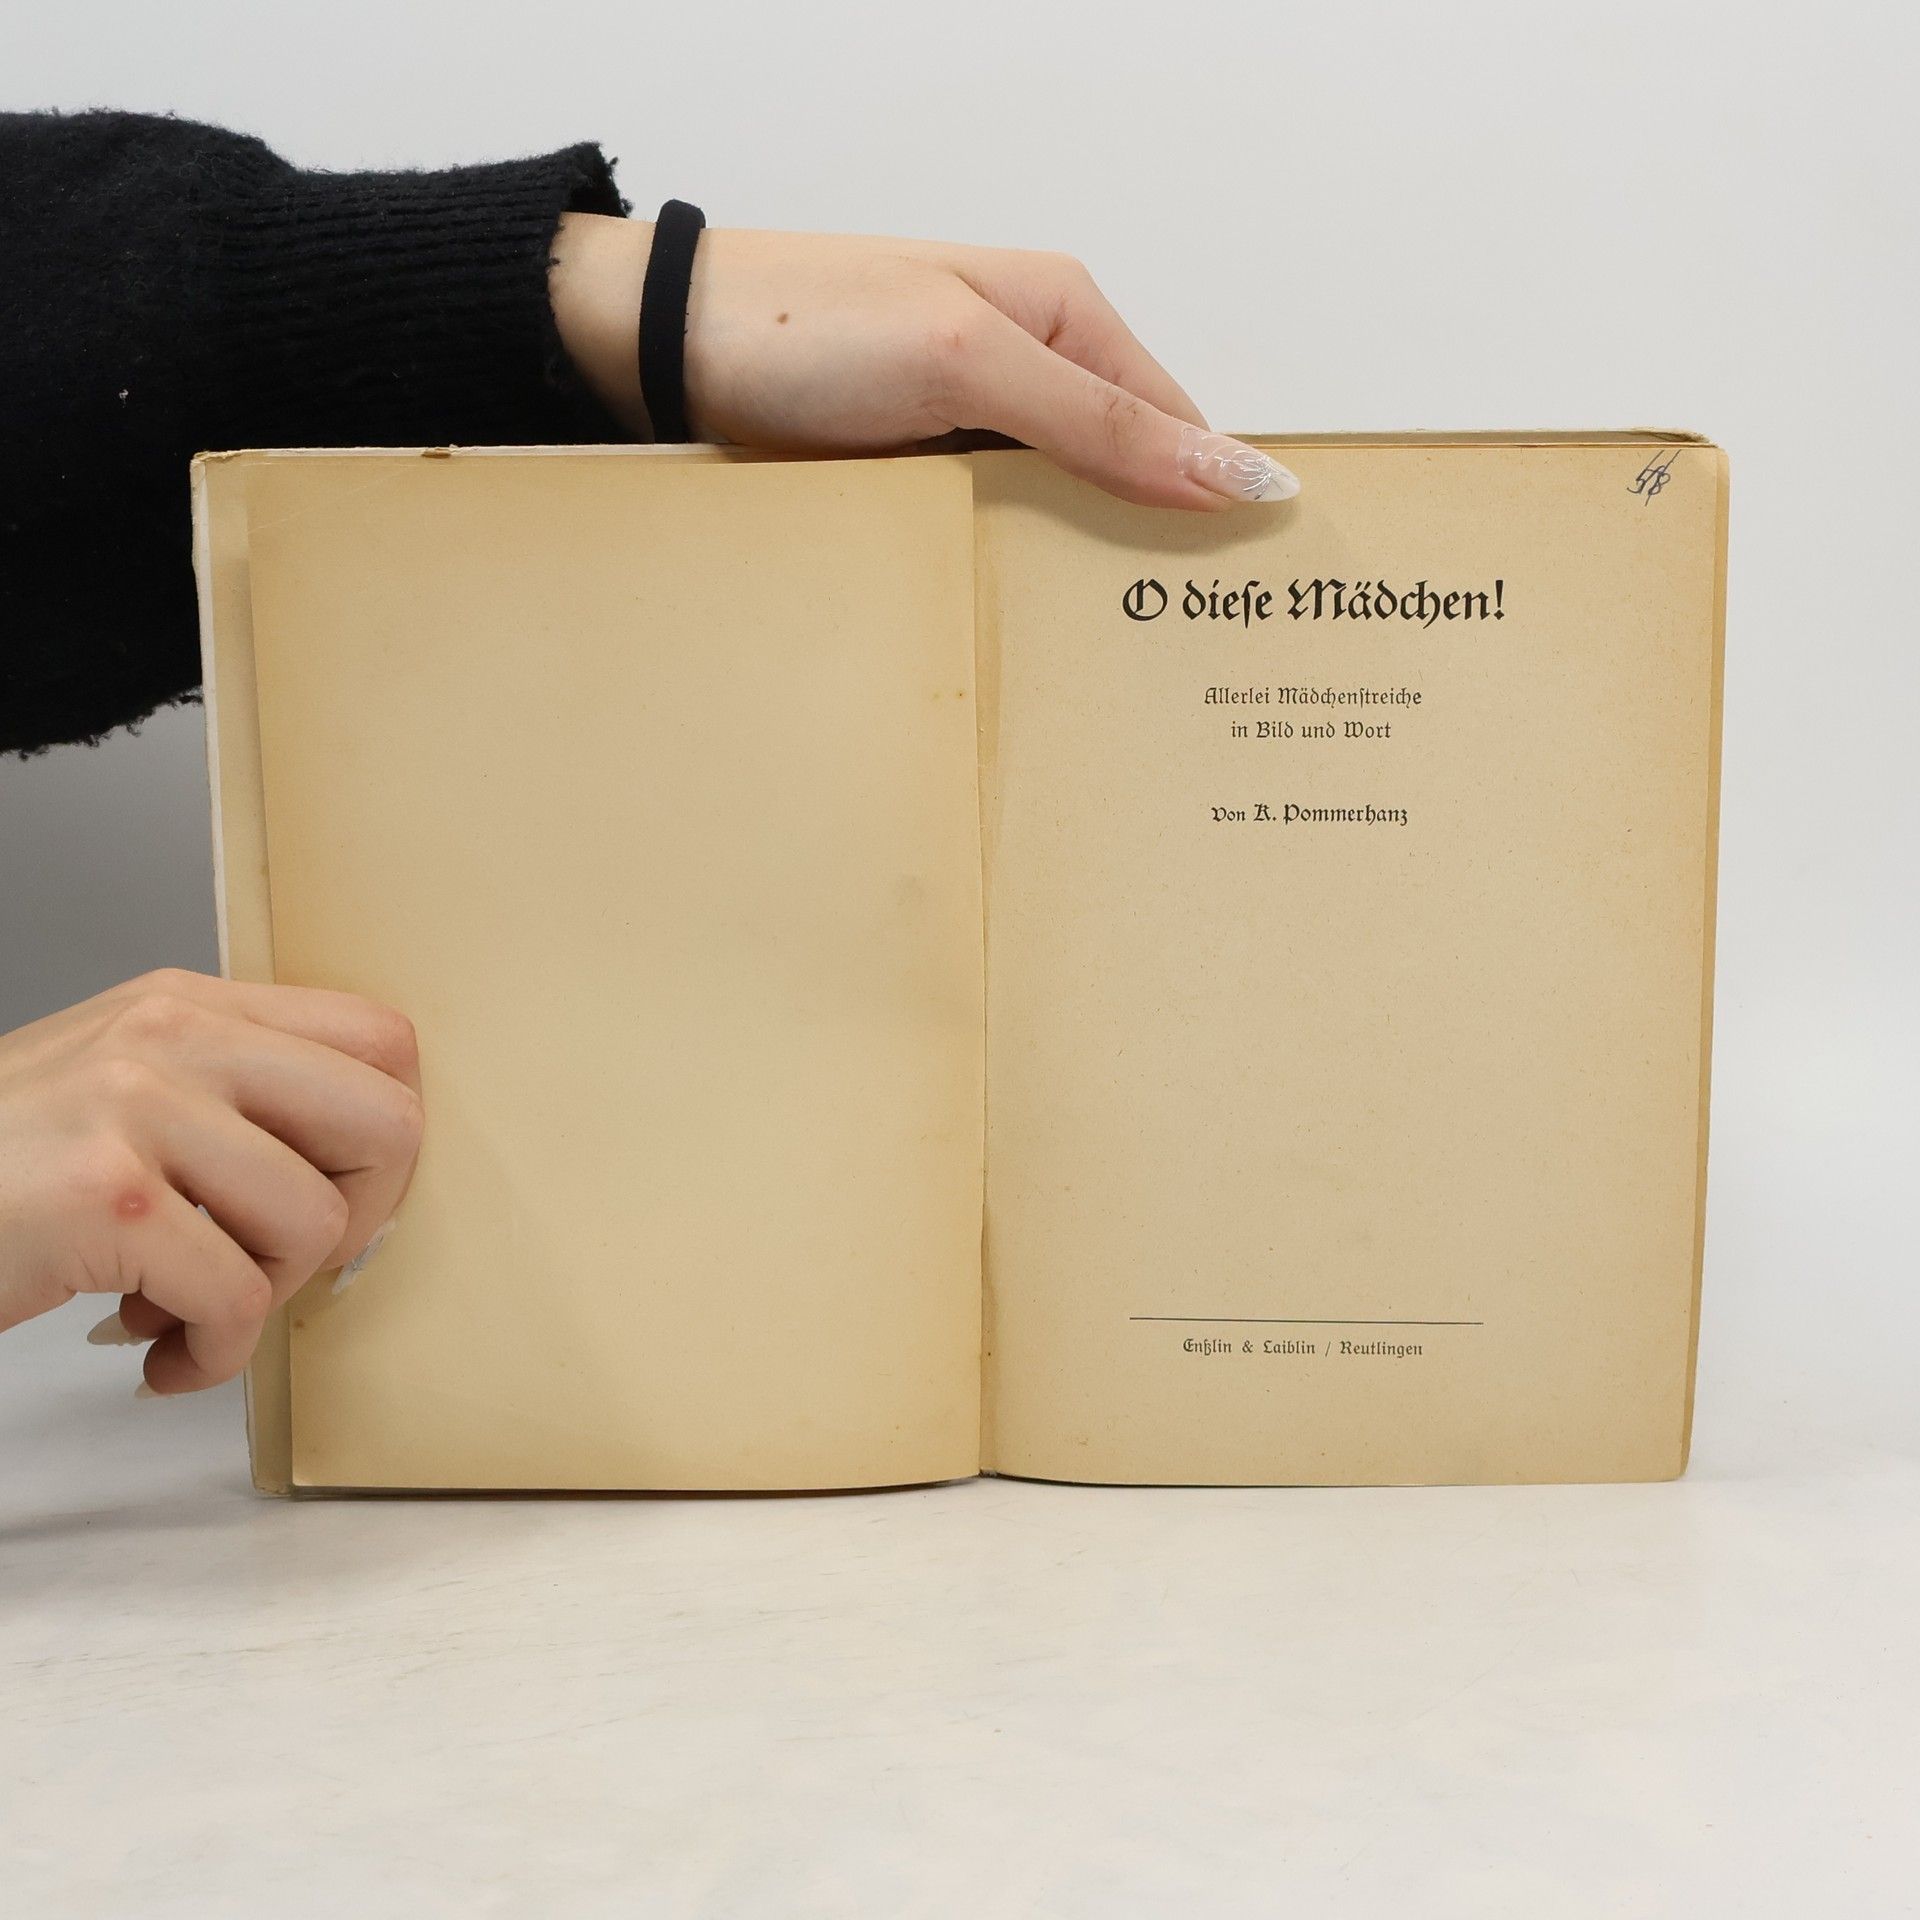 O dieſe Mädchen!
Allerlei Mädchenſtreiche
in Bild und Wort
Von K. Pommerhanz
Enßlin & Laiblin / Reutlingen